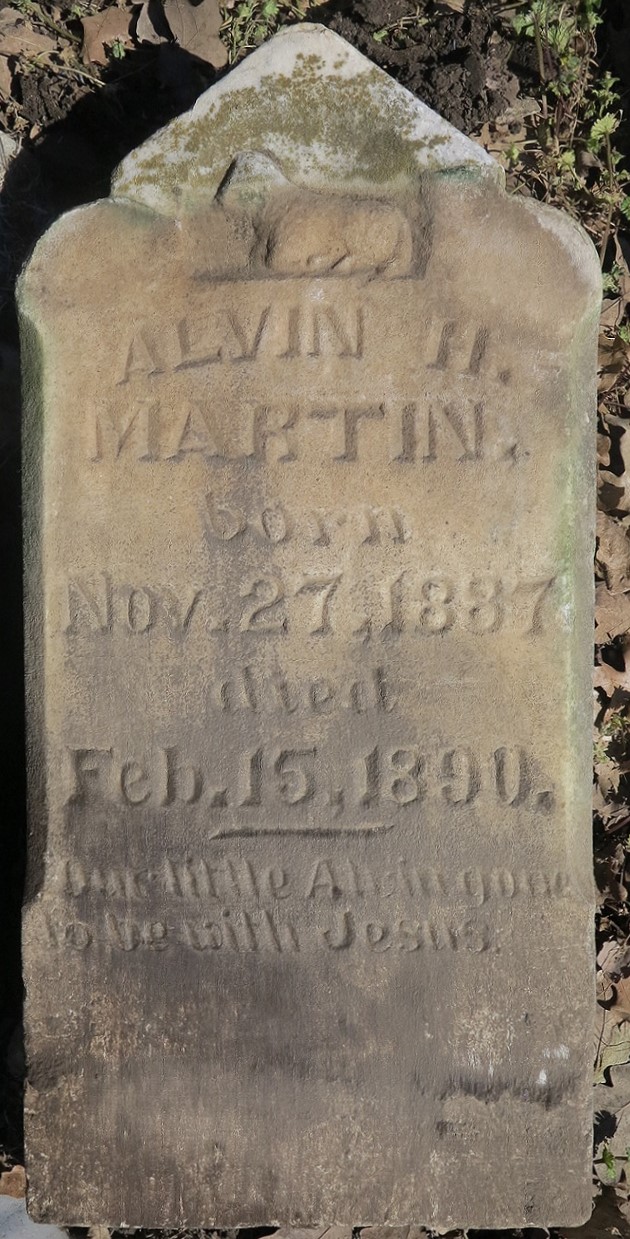 ALVIN H.
MARTIN.
born
Nov. 27, 1887
died
Feb. 15, 1890.
our little Alvin gone
to be with Jesus.